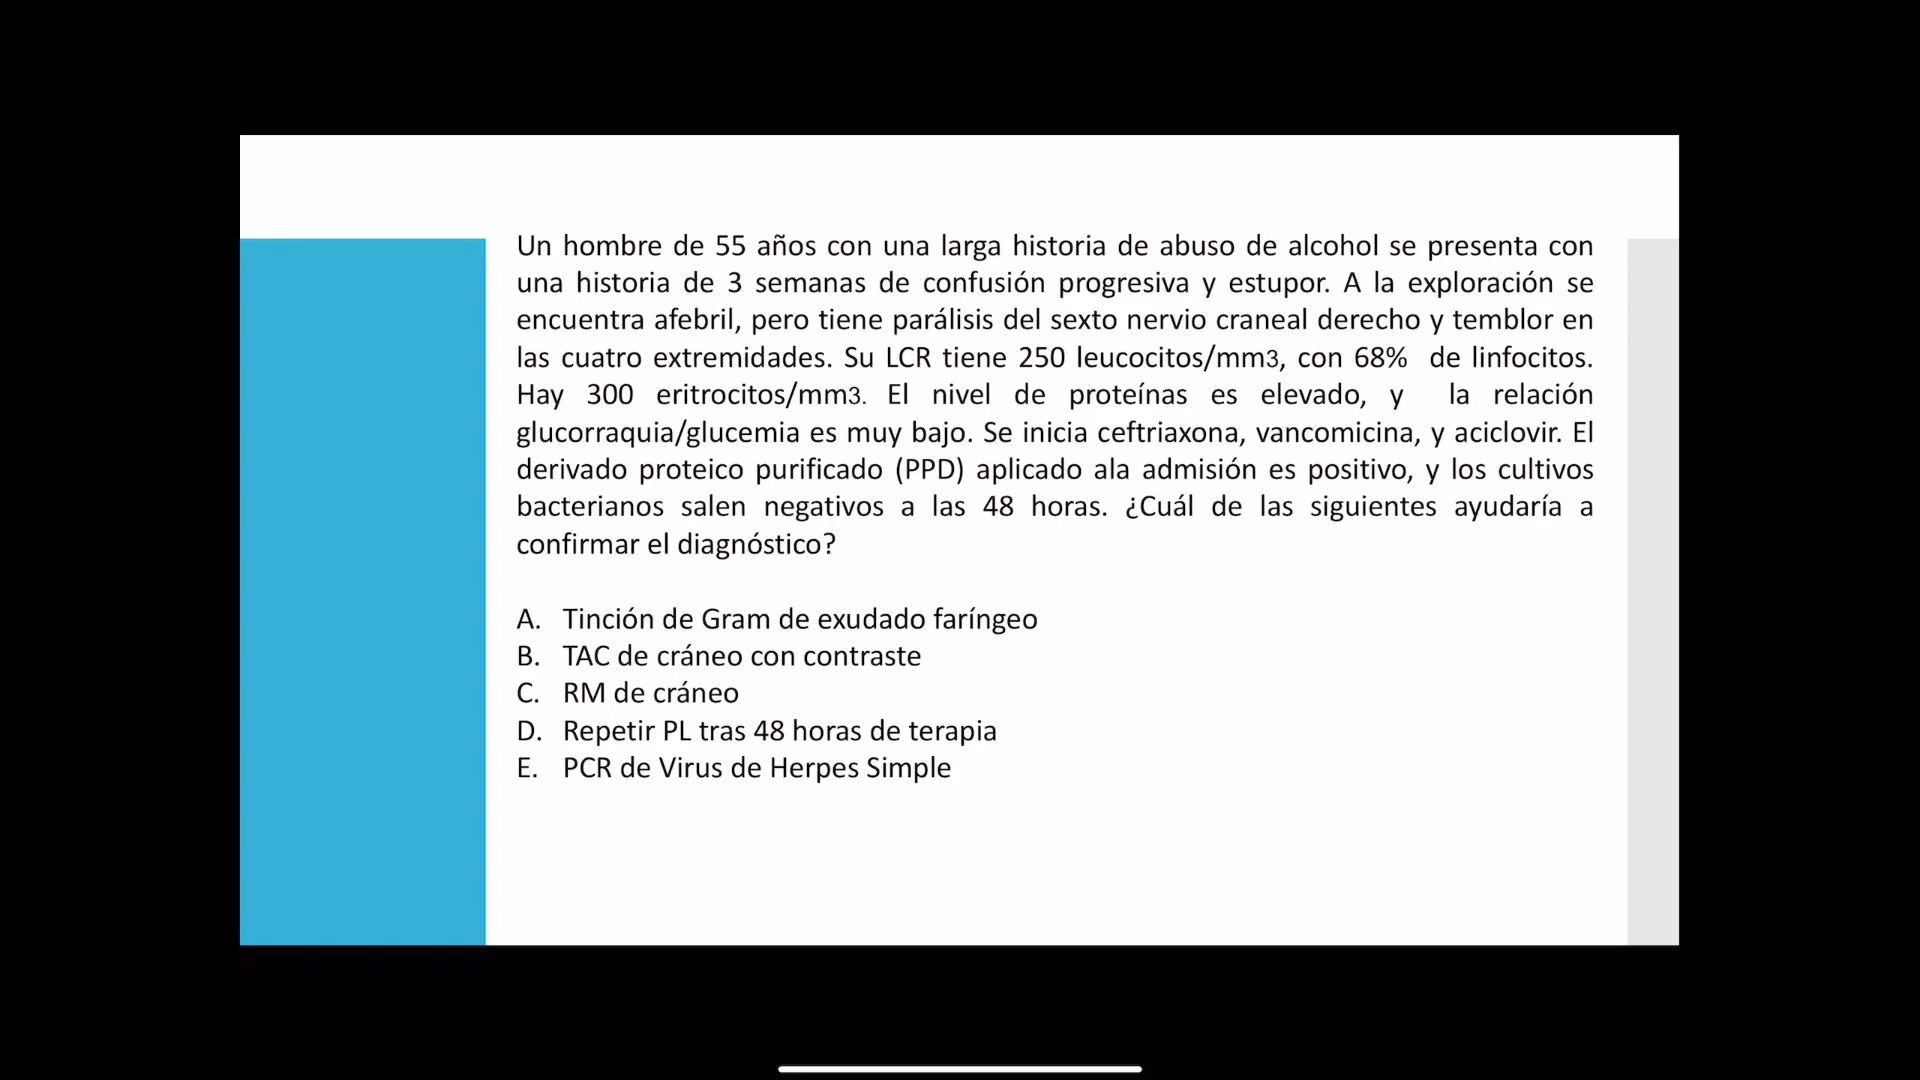 Un hombre de 55 años con una larga historia de abuso de alcohol se presenta con
una historia de 3 semanas de confusión progresiva y estupor. A la exploración se
encuentra afebril, pero tiene parálisis del sexto nervio craneal derecho y temblor en
las cuatro extremidades. Su LCR tiene 250 leucocitos/mm3, con 68% de linfocitos.
Hay 300 eritrocitos/mm3. El nivel de proteínas es elevado, y la relación
glucorraquia/glucemia es muy bajo. Se inicia ceftriaxona, vancomicina, y aciclovir. El
derivado proteico purificado (PPD) aplicado ala admisión es positivo, y los cultivos
bacterianos salen negativos a las 48 horas. ¿Cuál de las siguientes ayudaría a
confirmar el diagnóstico?
A. Tinción de Gram de exudado faríngeo
B. TAC de cráneo con contraste
C. RM de cráneo
D. Repetir PL tras 48 horas de terapia
E. PCR de Virus de Herpes Simple